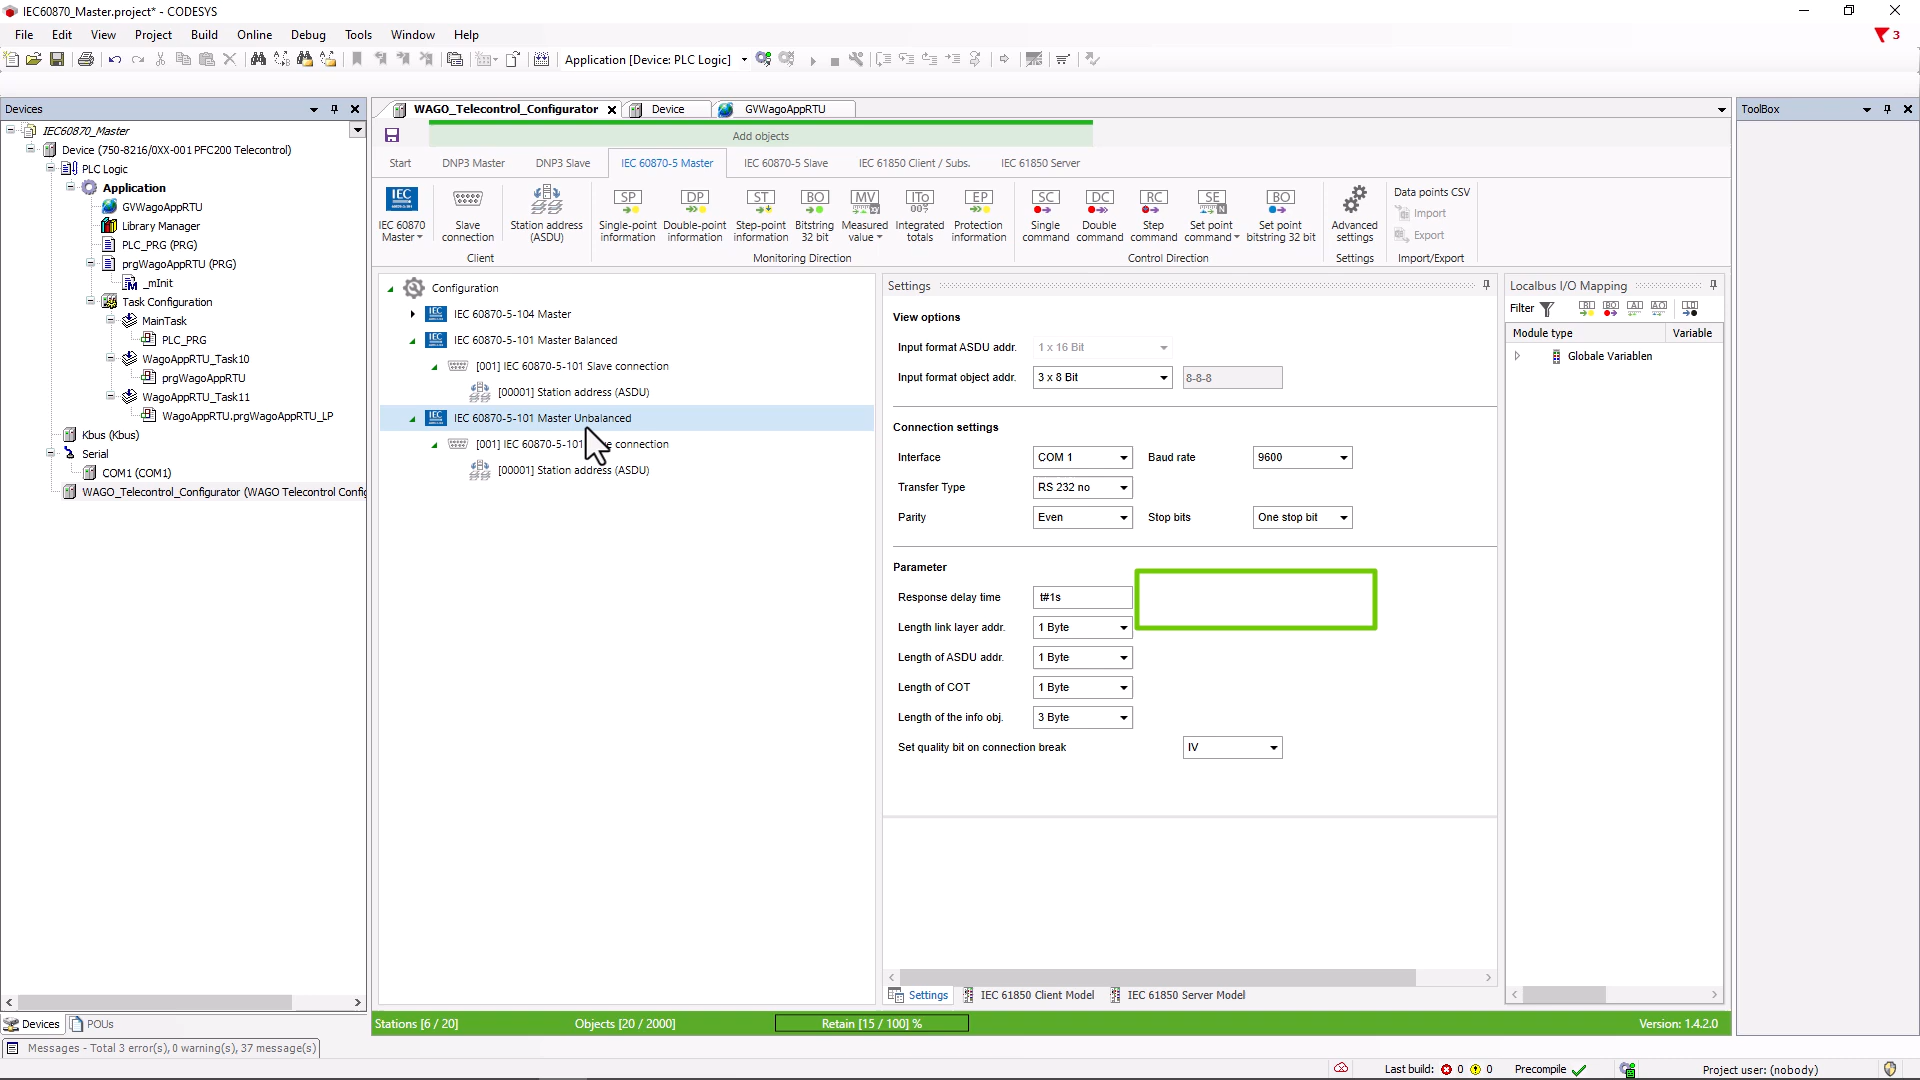 IEC60870_Master.project* - CODESYS
File Edit View Project Build Online Debug Tools Window Help
3
Application [Device: PLC Logic]
Devices
WAGO_Telecontrol_Configurator
Device
GVWagoAppRTU
ToolBox
IEC60870_Master
Device (750-8216/0XX-001 PFC200 Telecontrol)
PLC Logic
Application
GVWagoAppRTU
Library Manager
PLC_PRG (PRG)
prgWagoAppRTU (PRG)
_mInit
Task Configuration
MainTask
PLC_PRG
WagoAppRTU_Task10
prgWagoAppRTU
WagoAppRTU_Task11
WagoAppRTU.prgWagoAppRTU_LP
Kbus (Kbus)
Serial
COM1 (COM1)
WAGO_Telecontrol_Configurator (WAGO Telecontrol Config
Add objects
Start DNP3 Master DNP3 Slave IEC 60870-5 Master IEC 60870-5 Slave IEC 61850 Client / Subs. IEC 61850 Server
IEC SP DP ST BO MV ITo EP SC DC RC SE BO
IEC 60870 Master
Slave connection
Station address (ASDU)
Single-point information
Double-point information
Step-point information
Bitstring 32 bit
Measured value
Integrated totals
Protection information
Single command
Double command
Step command
Set point command
Set point bitstring 32 bit
Advanced settings
Data points CSV
Import
Export
Client
Monitoring Direction
Control Direction
Settings
Import/Export
Configuration
IEC 60870-5-104 Master
IEC 60870-5-101 Master Balanced
[001] IEC 60870-5-101 Slave connection
[00001] Station address (ASDU)
IEC 60870-5-101 Master Unbalanced
[001] IEC 60870-5-101 connection
[00001] Station address (ASDU)
Settings
View options
Input format ASDU addr. 1 x 16 Bit
Input format object addr. 3 x 8 Bit 8-8-8
Connection settings
Interface COM 1 Baud rate 9600
Transfer Type RS 232 no
Parity Even Stop bits One stop bit
Parameter
Response delay time t#1s
Length link layer addr. 1 Byte
Length of ASDU addr. 1 Byte
Length of COT 1 Byte
Length of the info obj. 3 Byte
Set quality bit on connection break IV
Settings IEC 61850 Client Model IEC 61850 Server Model
Localbus I/O Mapping
Filter
Module type Variable
Globale Variablen
Stations [6 / 20] Objects [20 / 2000] Retain [15 / 100] % Version: 1.4.2.0
Devices POUs
Messages - Total 3 error(s), 0 warning(s), 37 message(s)
Last build: 0 0 Precompile Project user: (nobody)